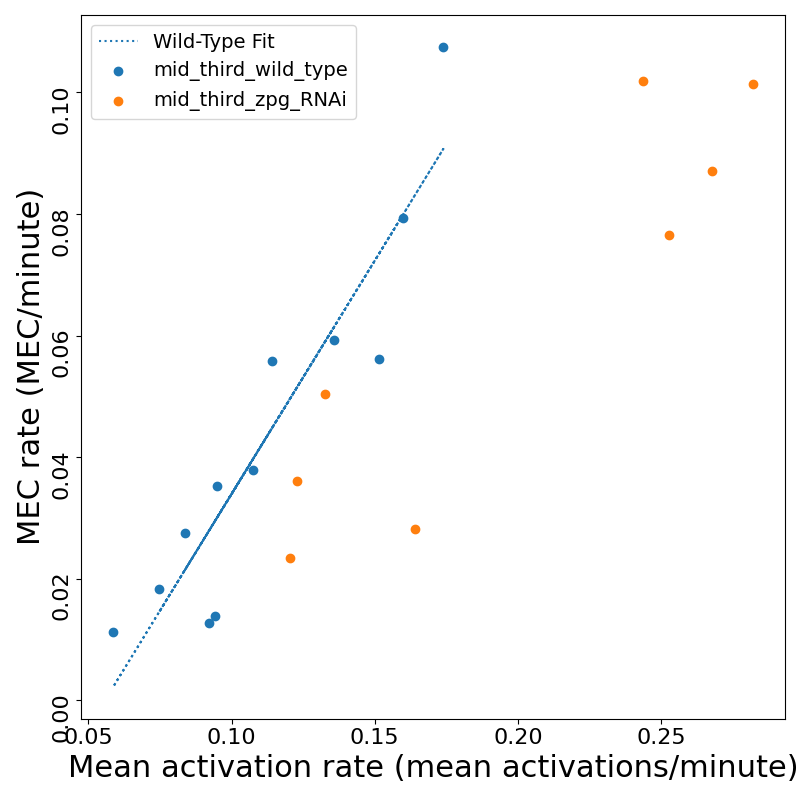 Wild-Type Fit
mid_third_wild_type
mid_third_zpg_RNAi
MEC rate (MEC/minute)
0.10
0.08
0.06
0.04
0.02
0.00
0.05 0.10 0.15 0.20 0.25
Mean activation rate (mean activations/minute)